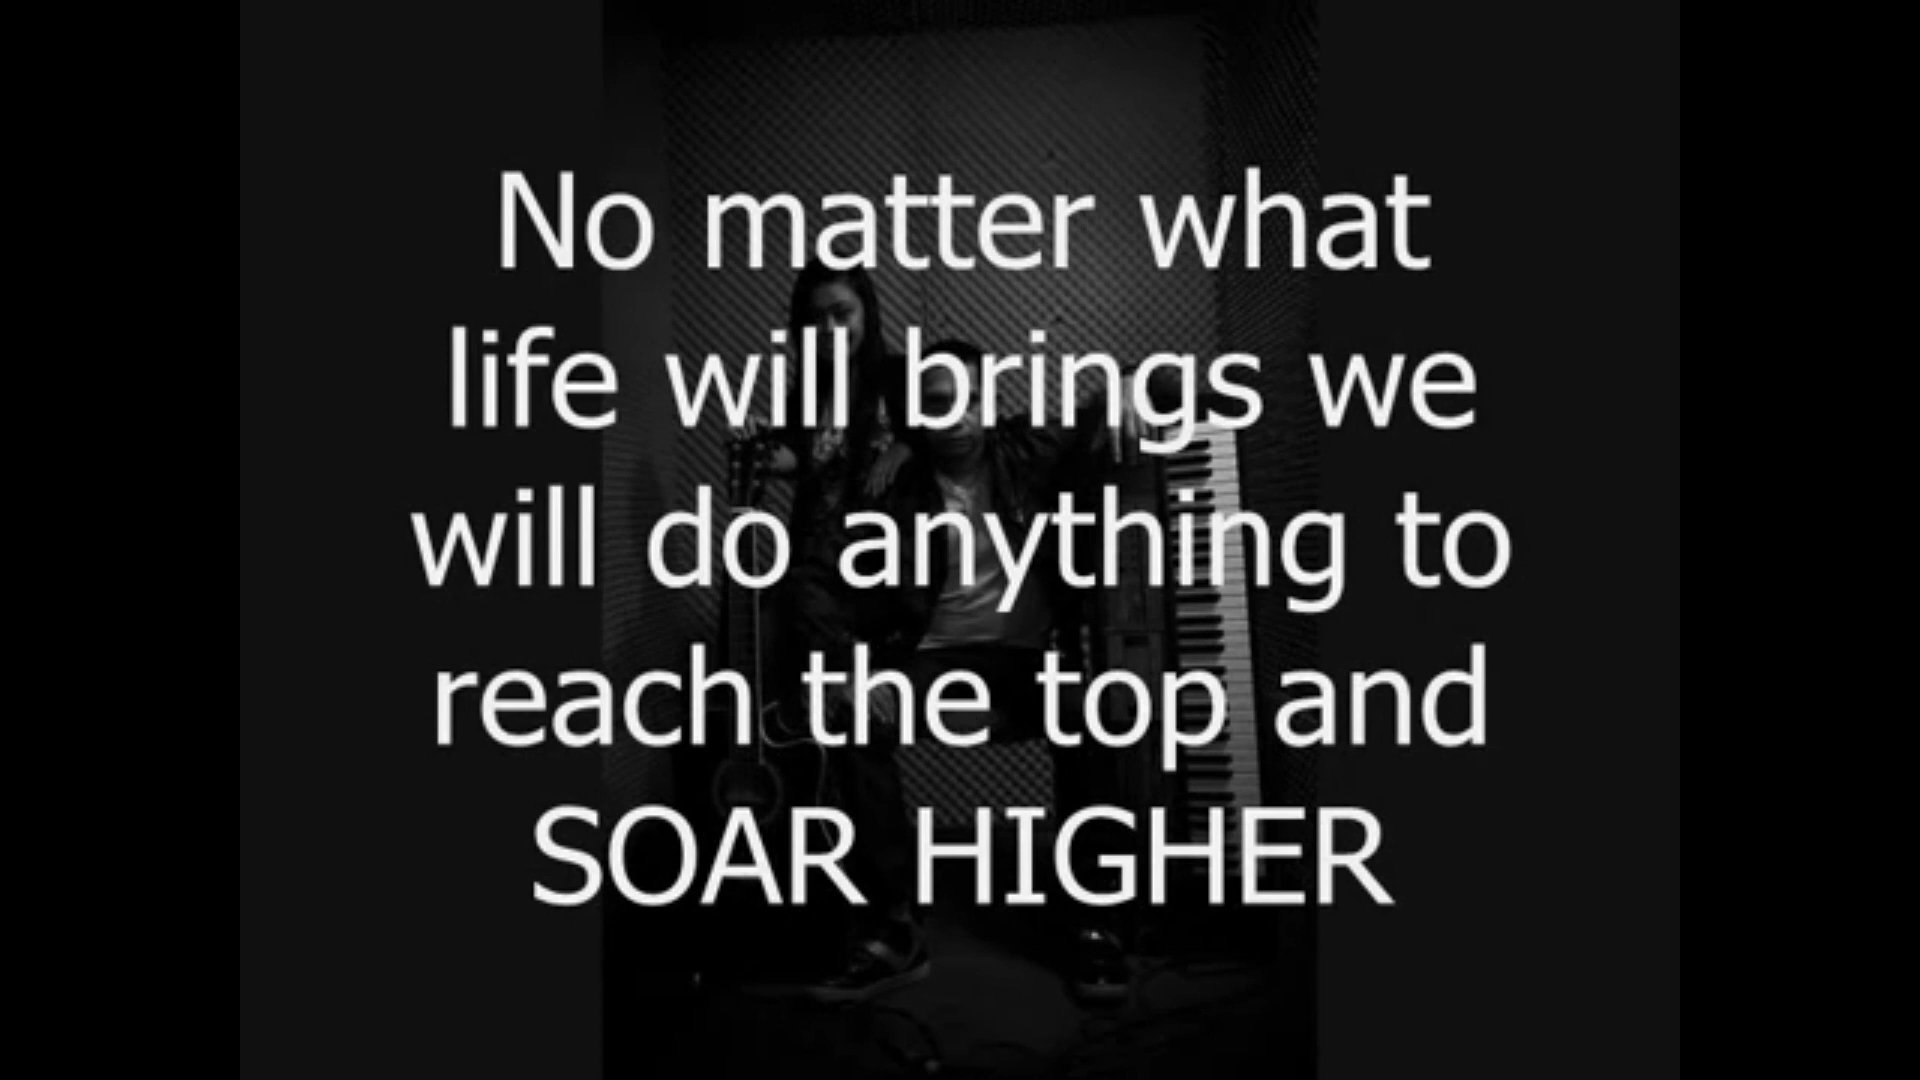 No matter what
life will brings we
will do anything to
reach the top and
SOAR HIGHER